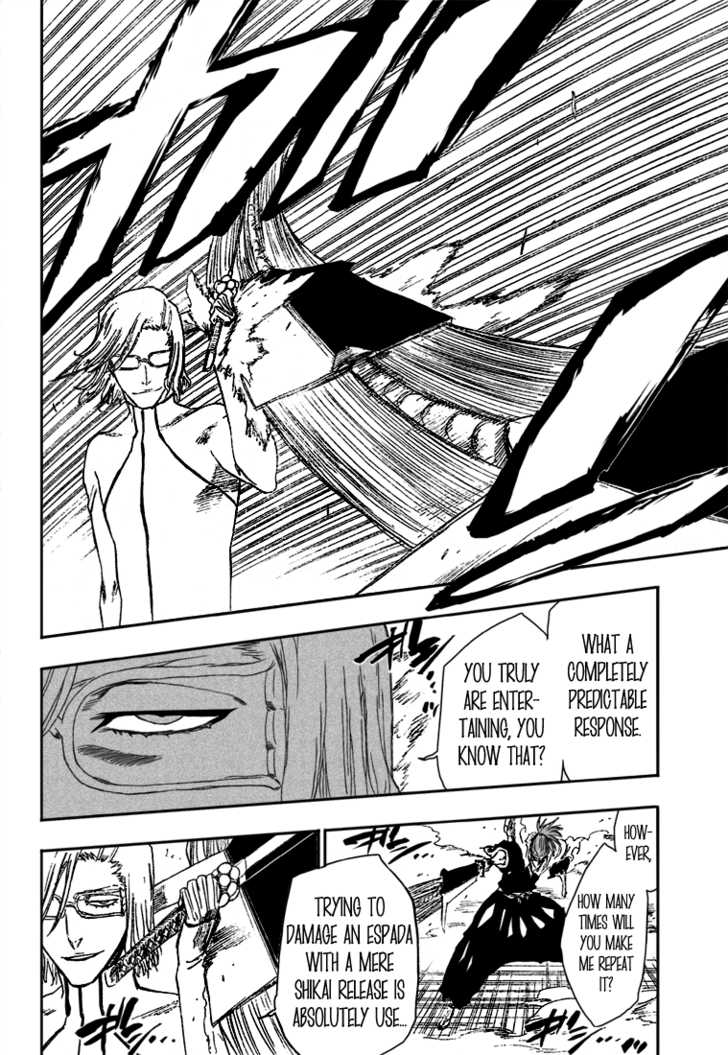 ガ
WHAT A
COMPLETELY
PREDICTABLE
RESPONSE.
YOU TRULY
ARE ENTER-
TAINING, YOU
KNOW THAT?
HOW-
EVER,
HOW MANY
TIMES WILL
YOU MAKE
ME REPEAT
IT?
TRYING TO
DAMAGE AN ESPADA
WITH A MERE
SHIKAI RELEASE IS
ABSOLUTELY USE...